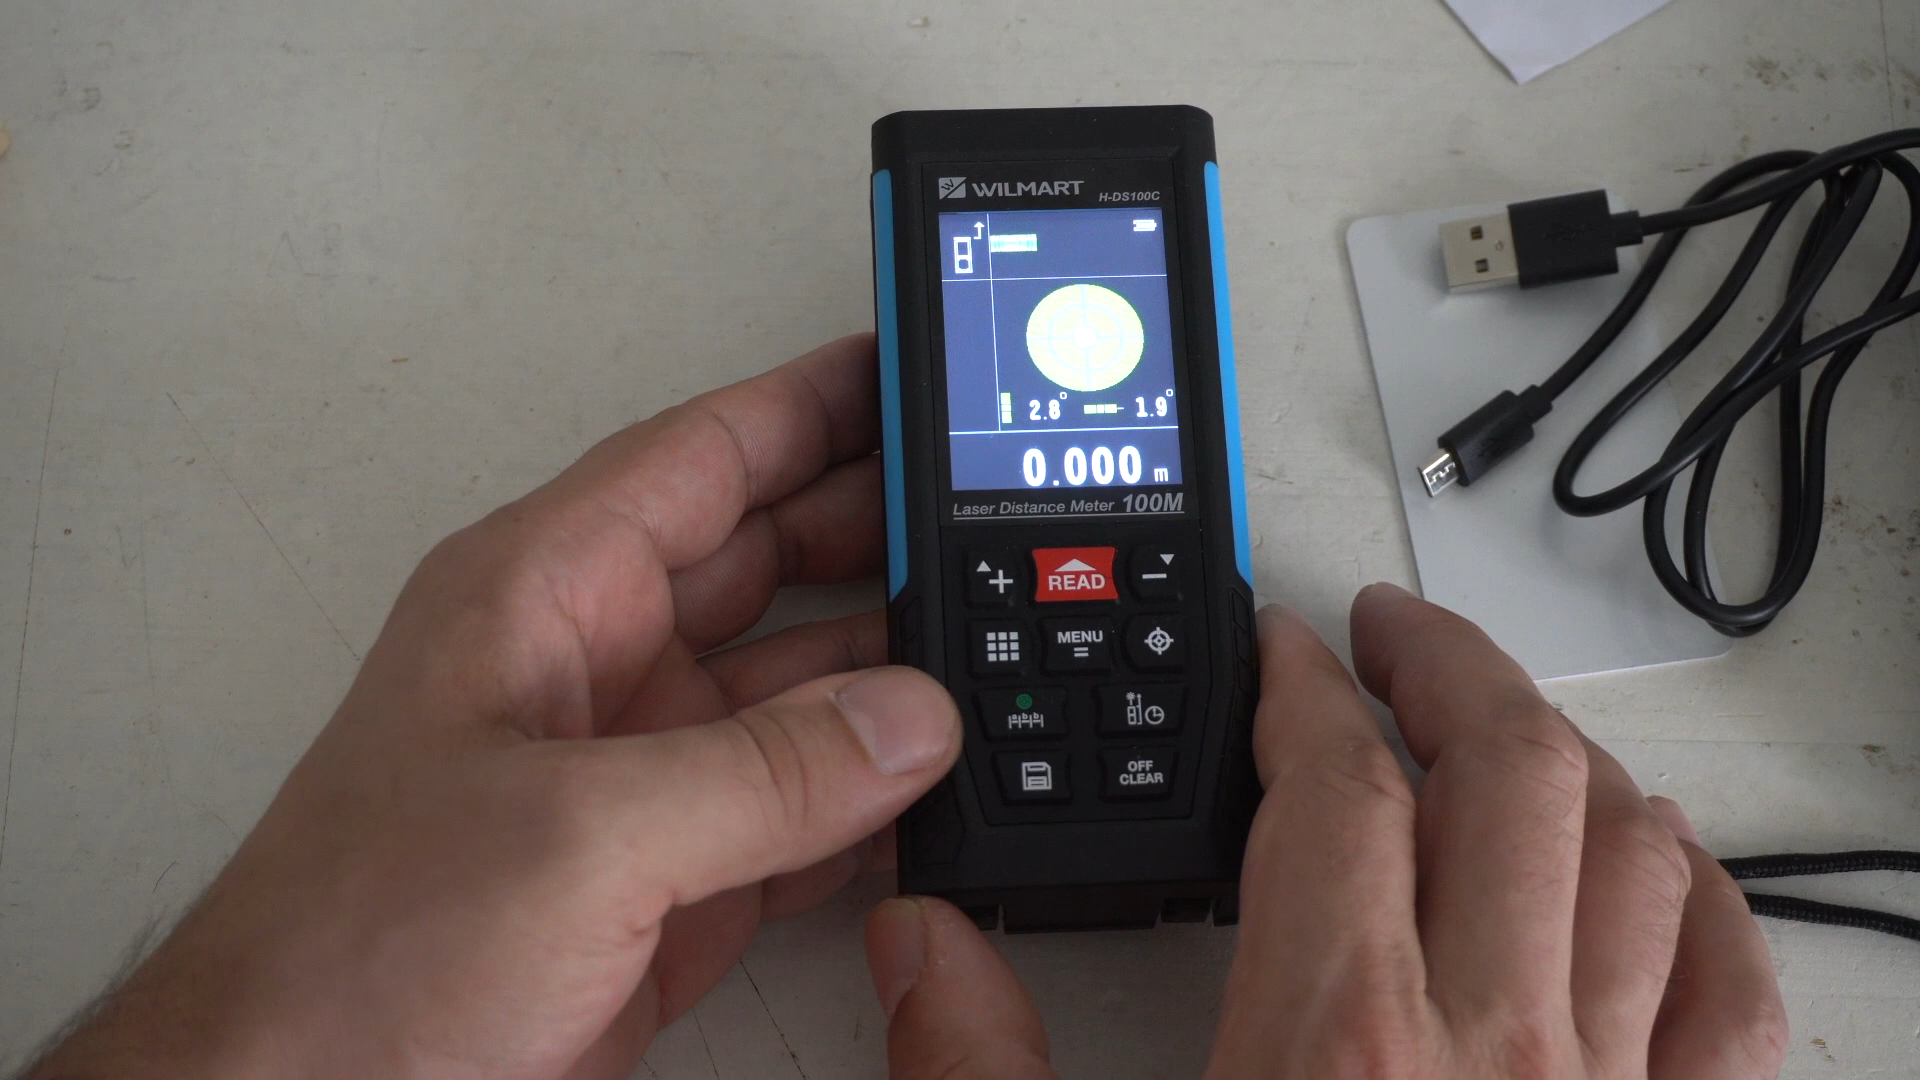 WILMART
H-DS100C
2.8° 1.9°
0.000 m
Laser Distance Meter 100M
+ READ −
MENU
=
a b b
OFF
CLEAR